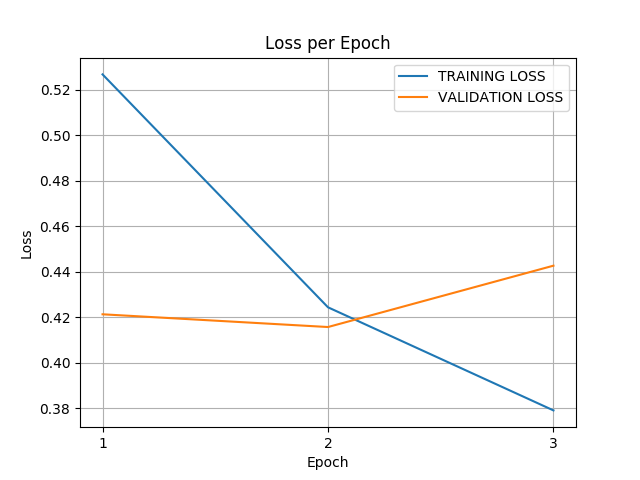 Loss per Epoch
TRAINING LOSS
VALIDATION LOSS
0.52
0.50
0.48
0.46
0.44
0.42
0.40
0.38
Loss
1 2 3
Epoch